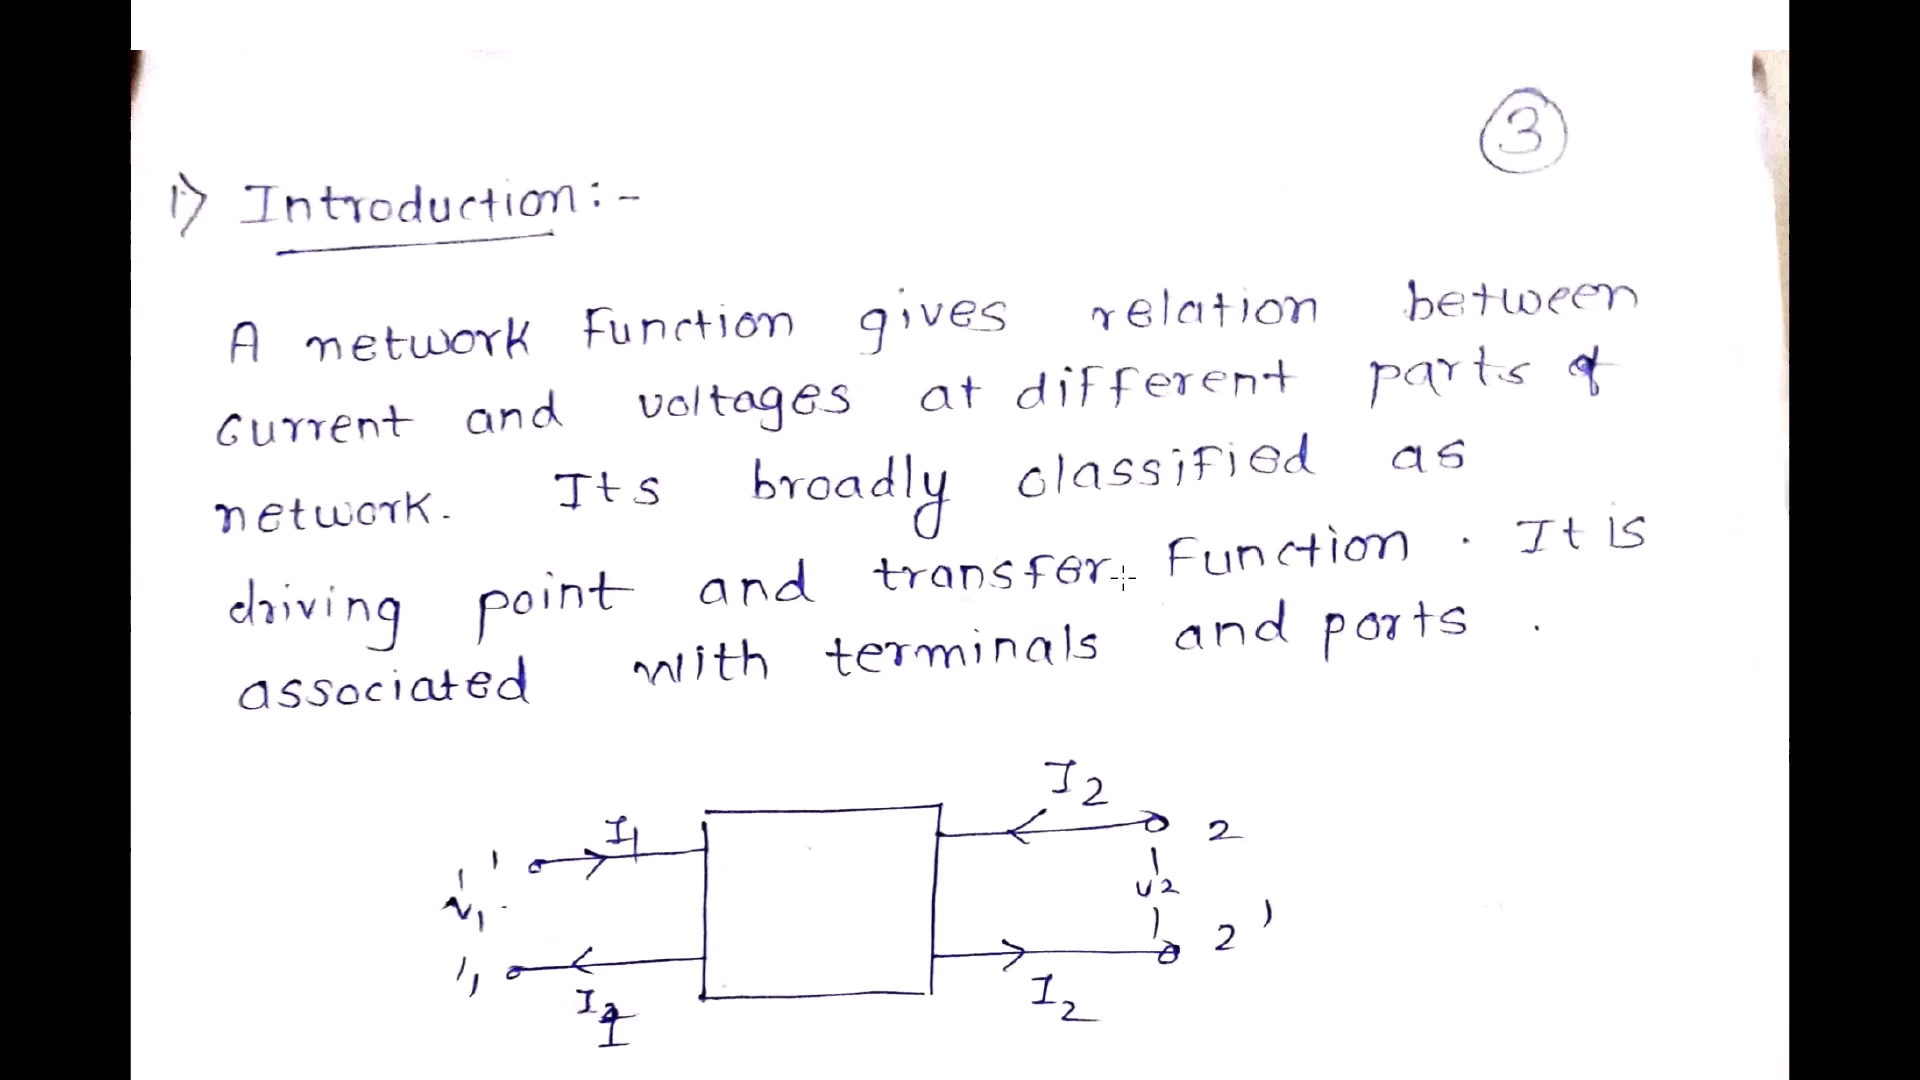 3
1) Introduction:-
A network Function gives relation between
current and voltages at different parts of
network. Its broadly classified as
driving point and transfer Function. It is
associated with terminals and ports.
I2
I1
2
1
V2
V1
2'
1'
I1
I2